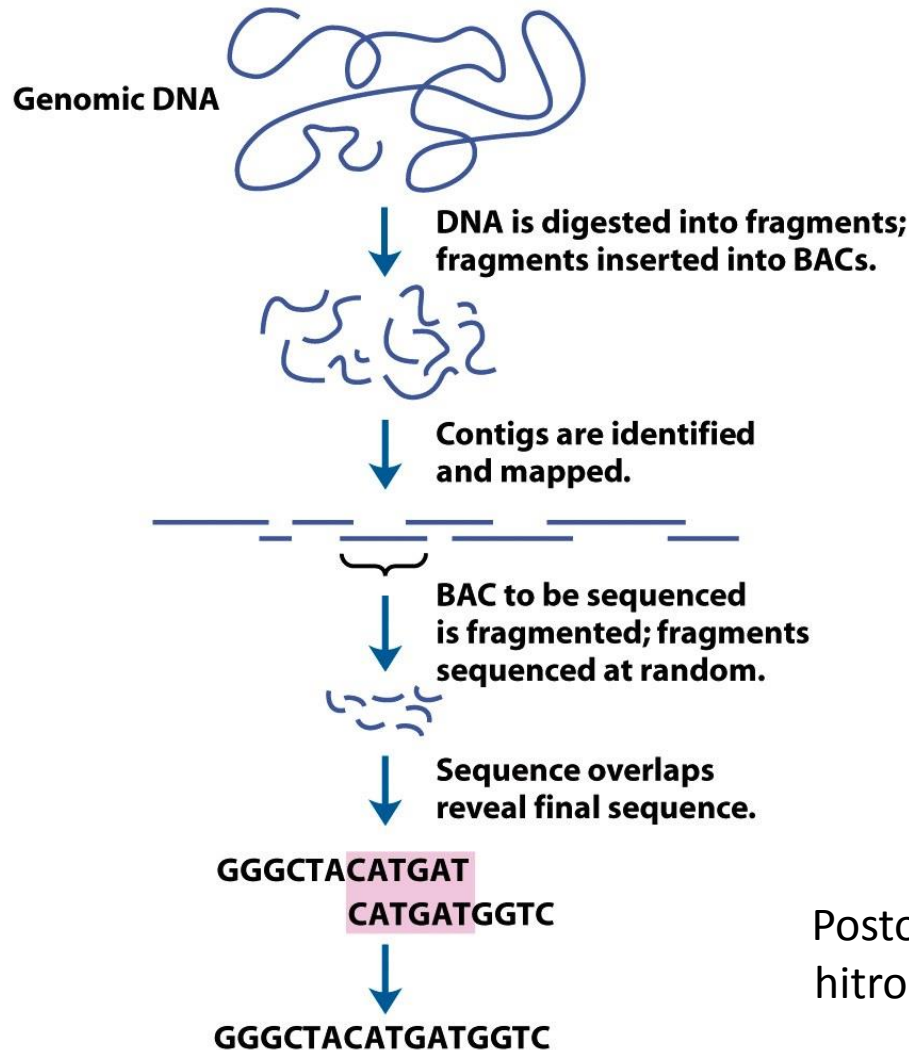 Genomic DNA
DNA is digested into fragments;
fragments inserted into BACs.
Contigs are identified
and mapped.
BAC to be sequenced
is fragmented; fragments
sequenced at random.
Sequence overlaps
reveal final sequence.
GGGCTACATGAT
CATGATGGTC
GGGCTACATGATGGTC